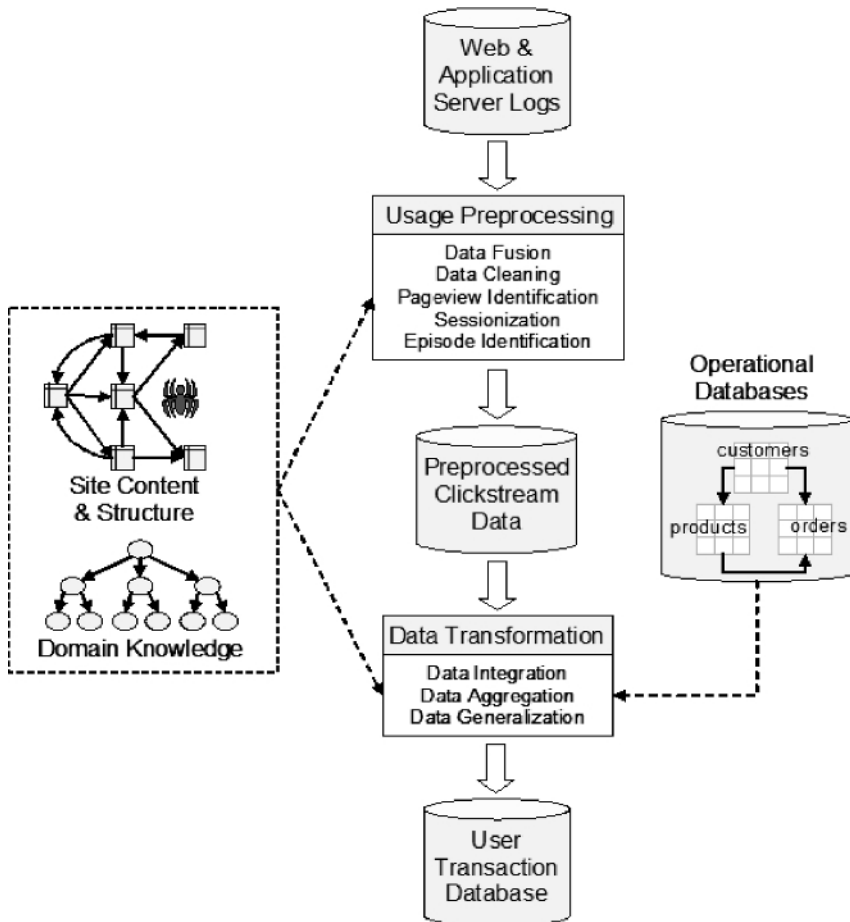 Web &
Application
Server Logs
Usage Preprocessing
Data Fusion
Data Cleaning
Pageview Identification
Sessionization
Episode Identification
Site Content
& Structure
Domain Knowledge
Operational
Databases
customers
products orders
Preprocessed
Clickstream
Data
Data Transformation
Data Integration
Data Aggregation
Data Generalization
User
Transaction
Database